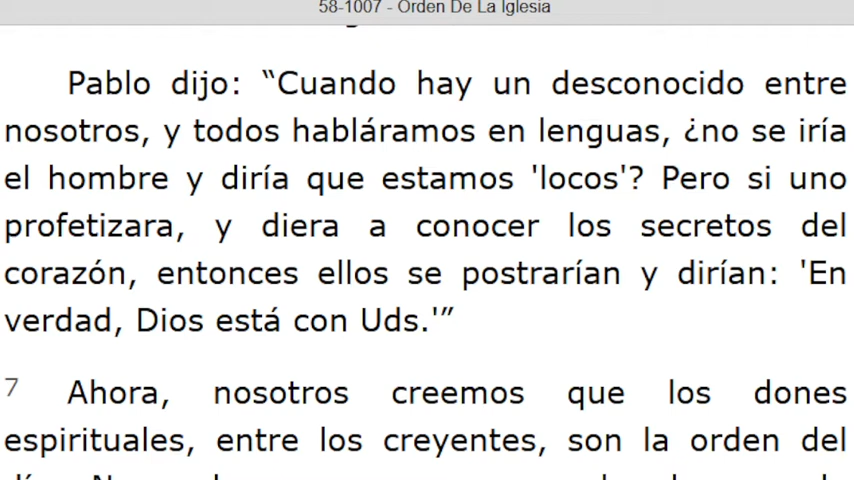 58-1007 - Orden De La Iglesia
Pablo dijo: “Cuando hay un desconocido entre
nosotros, y todos habláramos en lenguas, ¿no se iría
el hombre y diría que estamos 'locos'? Pero si uno
profetizara, y diera a conocer los secretos del
corazón, entonces ellos se postrarían y dirían: 'En
verdad, Dios está con Uds.'”
7 Ahora, nosotros creemos que los dones
espirituales, entre los creyentes, son la orden del